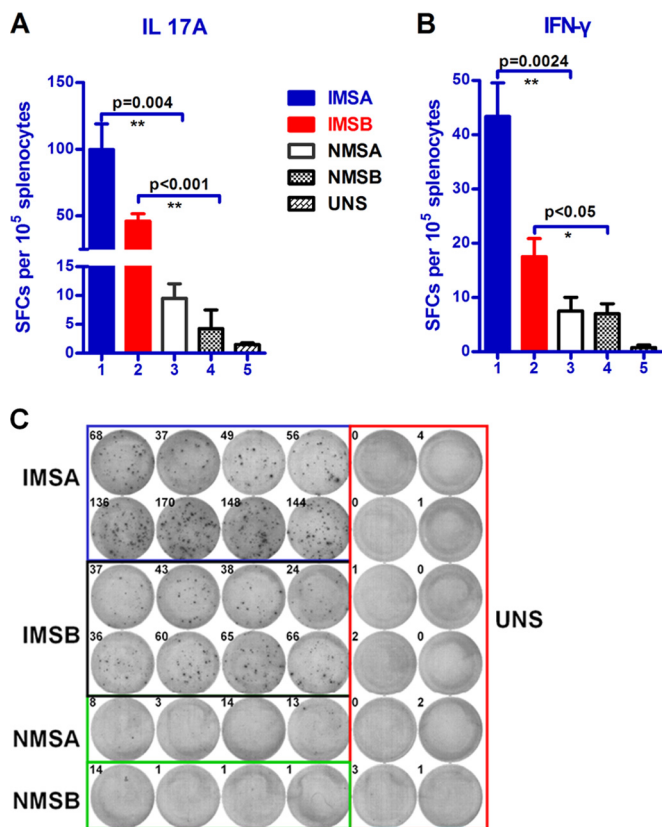 A
IL 17A
SFCs per 10⁵ splenocytes
150
100
50
15
10
5
0
p=0.004
**
p<0.001
**
1 2 3 4 5
IMSA
IMSB
NMSA
NMSB
UNS
B
IFN-γ
SFCs per 10⁵ splenocytes
50
40
30
20
10
0
p=0.0024
**
p<0.05
*
1 2 3 4 5
C
IMSA
68 37 49 56 0 4
136 170 148 144 0 1
IMSB
37 43 38 24 1 0
36 60 65 66 2 0
UNS
NMSA
8 3 14 13 0 2
NMSB
14 1 1 1 3 1